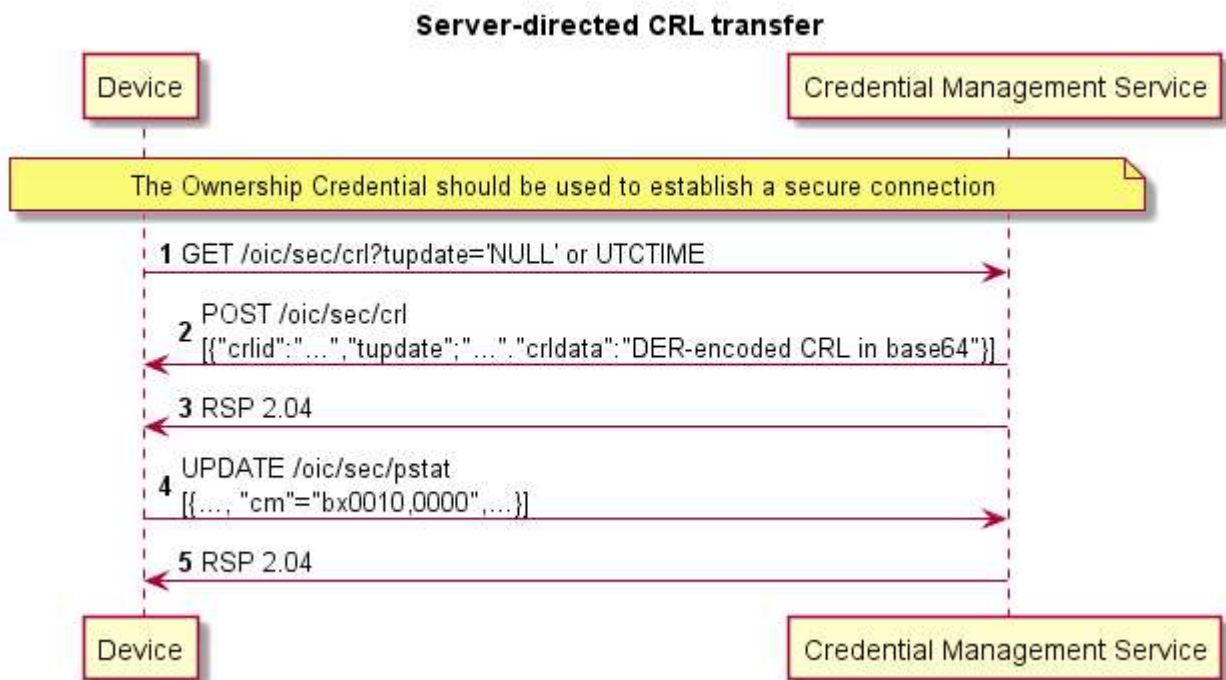 Server-directed CRL transfer
Device
Credential Management Service
The Ownership Credential should be used to establish a secure connection
1 GET /oic/sec/crl?tupdate='NULL' or UTCTIME
POST /oic/sec/crl
2 [{"crlid":"...","tupdate";"..."."crldata":"DER-encoded CRL in base64"}]
3 RSP 2.04
UPDATE /oic/sec/pstat
4 [{..., "cm"="bx0010,0000",...}]
5 RSP 2.04
Device
Credential Management Service